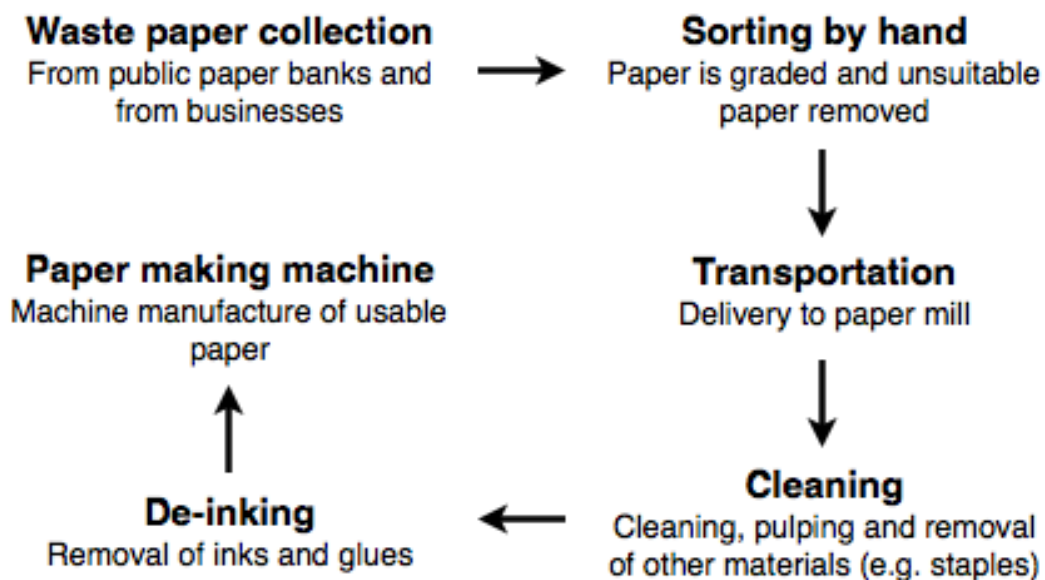 Waste paper collection
From public paper banks and
from businesses
Sorting by hand
Paper is graded and unsuitable
paper removed
Transportation
Delivery to paper mill
Cleaning
Cleaning, pulping and removal
of other materials (e.g. staples)
De-inking
Removal of inks and glues
Paper making machine
Machine manufacture of usable
paper